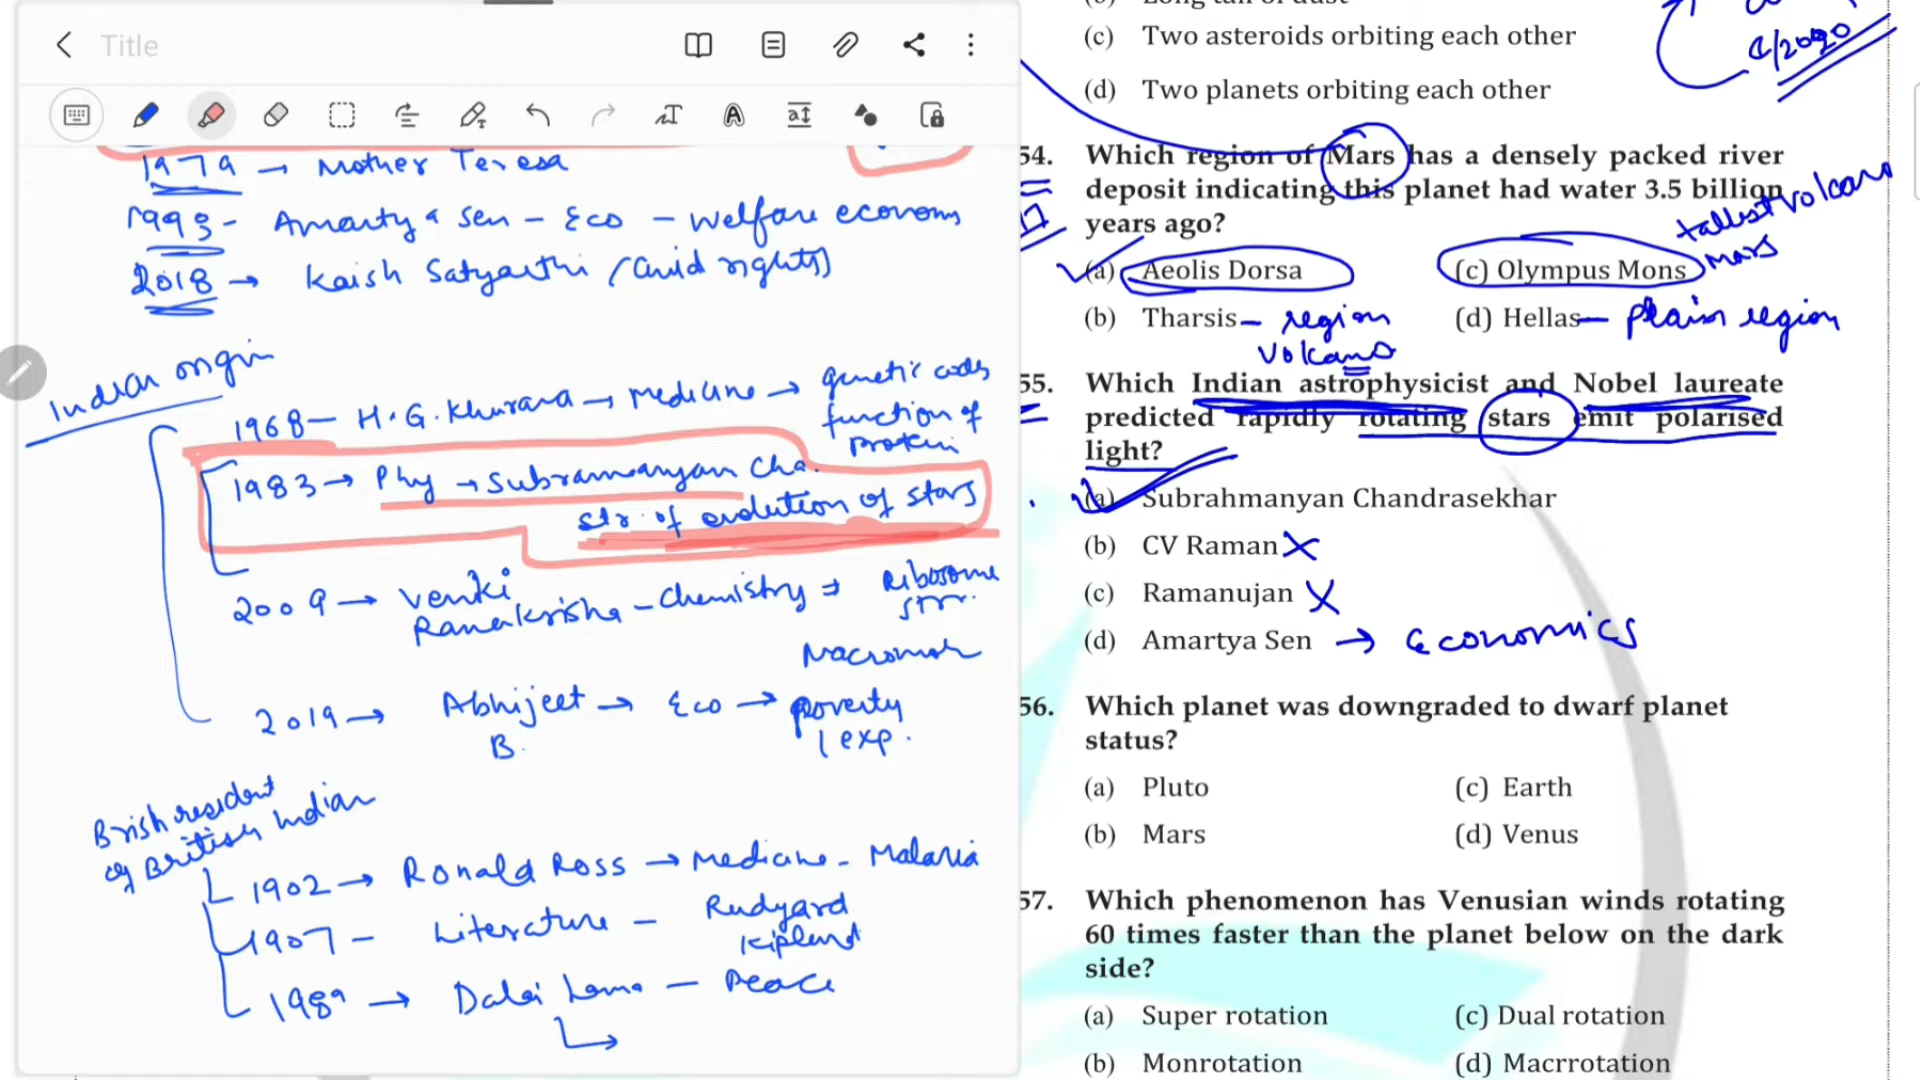 Title
1979 → Mother Teresa
1993 - Amartya Sen - Eco - welfare econom
2018 → Kaish Satyarthi (child rights)
Indian origin
1968 - H.G. Khurana → medicine → genetic codes
function of
protein
1983 → Phy → Subramanyan Cha.
str. of evolution of stars
2009 → Venki
Ranakrisha - Chemistry → Ribosome
str.
2019 → Abhijeet → Eco → poverty
B. exp.
Brish resident
of British Indian
1902 → Ronald Ross → Medicine - Malaria
1907 - Literature - Rudyard
1989 → Dalai Lama - Peace
C/2020
(c) Two asteroids orbiting each other
(d) Two planets orbiting each other
54. Which region of Mars has a densely packed river
deposit indicating this planet had water 3.5 billion
years ago?
tallest volcano
mars
(a) Aeolis Dorsa (c) Olympus Mons
(b) Tharsis - region (d) Hellas - plain region
volcano
55. Which Indian astrophysicist and Nobel laureate
predicted rapidly rotating stars emit polarised
light?
(a) Subrahmanyan Chandrasekhar
(b) CV Raman X
(c) Ramanujan X
(d) Amartya Sen → Economics
56. Which planet was downgraded to dwarf planet
status?
(a) Pluto (c) Earth
(b) Mars (d) Venus
57. Which phenomenon has Venusian winds rotating
60 times faster than the planet below on the dark
side?
(a) Super rotation (c) Dual rotation
(b) Monrotation (d) Macrrotation